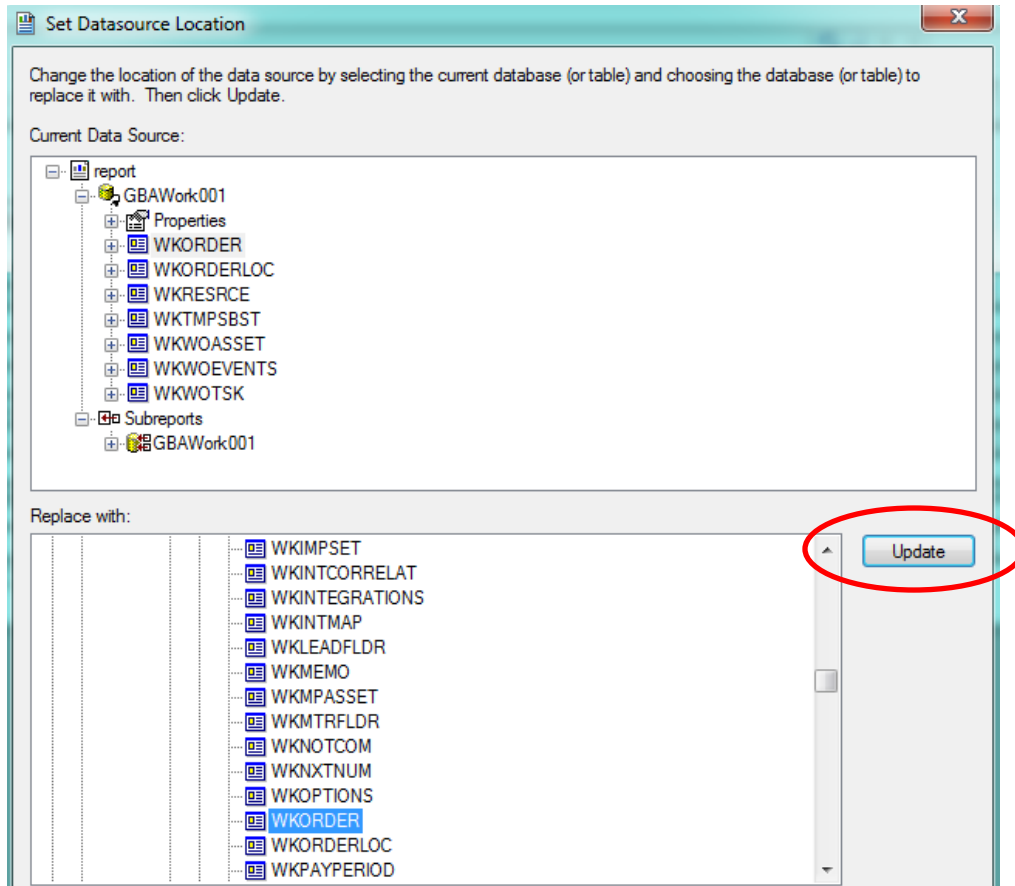 Set Datasource Location
x
Change the location of the data source by selecting the current database (or table) and choosing the database (or table) to
replace it with. Then click Update.
Current Data Source:
report
GBAWork001
Properties
WKORDER
WKORDERLOC
WKRESRCE
WKTMPSBST
WKWOASSET
WKWOEVENTS
WKWOTSK
Subreports
GBAWork001
Replace with:
Update
WKIMPSET
WKINTCORRELAT
WKINTEGRATIONS
WKINTMAP
WKLEADFLDR
WKMEMO
WKMPASSET
WKMTRFLDR
WKNOTCOM
WKNXTNUM
WKOPTIONS
WKORDER
WKORDERLOC
WKPAYPERIOD